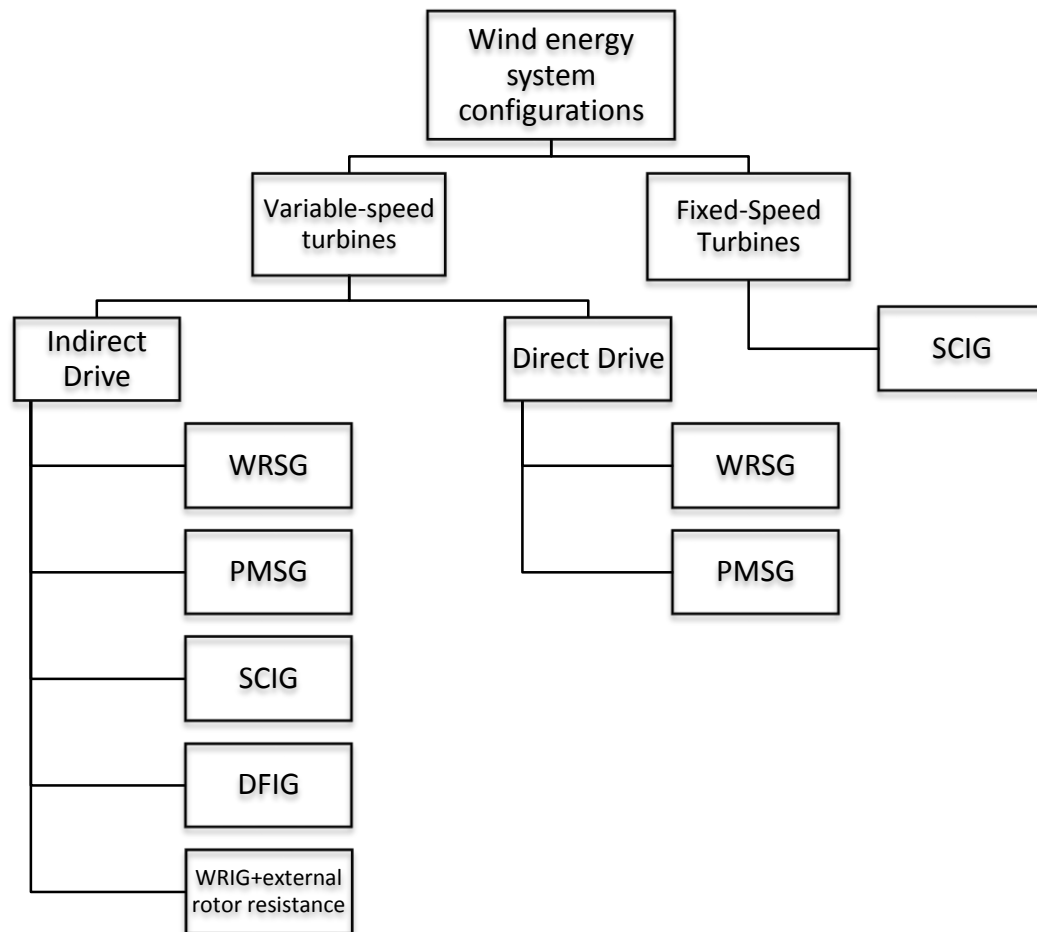 Wind energy
system
configurations
Variable-speed
turbines
Fixed-Speed
Turbines
Indirect
Drive
Direct Drive
SCIG
WRSG
PMSG
SCIG
DFIG
WRIG+external
rotor resistance
WRSG
PMSG